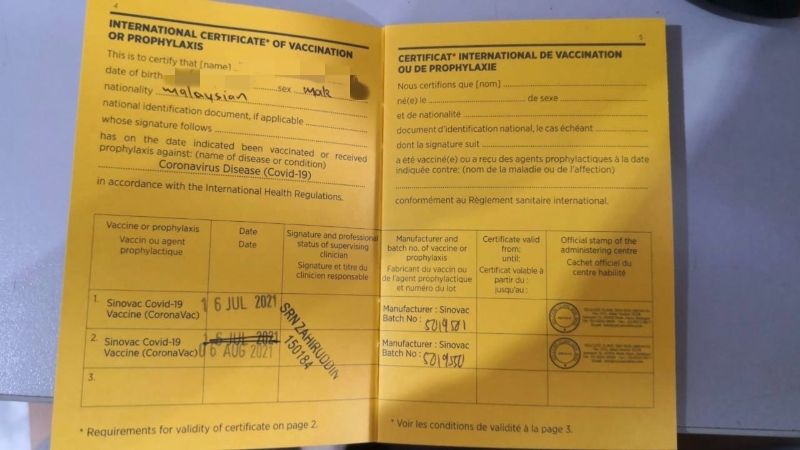 4
INTERNATIONAL CERTIFICATE* OF VACCINATION
OR PROPHYLAXIS
This is to certify that [name]
date of birth sex Male
nationality malaysian
national identification document, if applicable
whose signature follows
has on the date indicated been vaccinated or received
prophylaxis against: (name of disease or condition)
Coronavirus Disease (Covid-19)
in accordance with the International Health Regulations.
Vaccine or prophylaxis
Vaccin ou agent
prophylactique
Date
Date
Signature and professional
status of supervising
clinician
Signature et titre du
clinicien responsable
1.
Sinovac Covid-19
Vaccine (CoronaVac)
16 JUL 2021
2.
Sinovac Covid-19
Vaccine (CoronaVac)
16 JUL 2021
06 AUG 2021
SRN ZAHIRUDDIN
150184
3.
* Requirements for validity of certificate on page 2.
5
CERTIFICAT* INTERNATIONAL DE VACCINATION
OU DE PROPHYLAXIE
Nous certifions que [nom]
né(e) le de sexe
et de nationalité
document d'identification national, le cas échéant
dont la signature suit
a été vacciné(e) ou a reçu des agents prophylactiques à la date
indiquée contre: (nom de la maladie ou de l'affection)
conformément au Règlement sanitaire international.
Manufacturer and
batch no. of vaccine or
prophylaxis
Fabricant du vaccin ou
de l'agent prophylactique
et numéro du lot
Certificate valid
from:
until:
Certificat valable à
partir du :
jusqu'au :
Official stamp of the
administering centre
Cachet officiel du
centre habilité
Manufacturer : Sinovac
Batch No :
Manufacturer : Sinovac
Batch No :
* Voir les conditions de validité à la page 3.